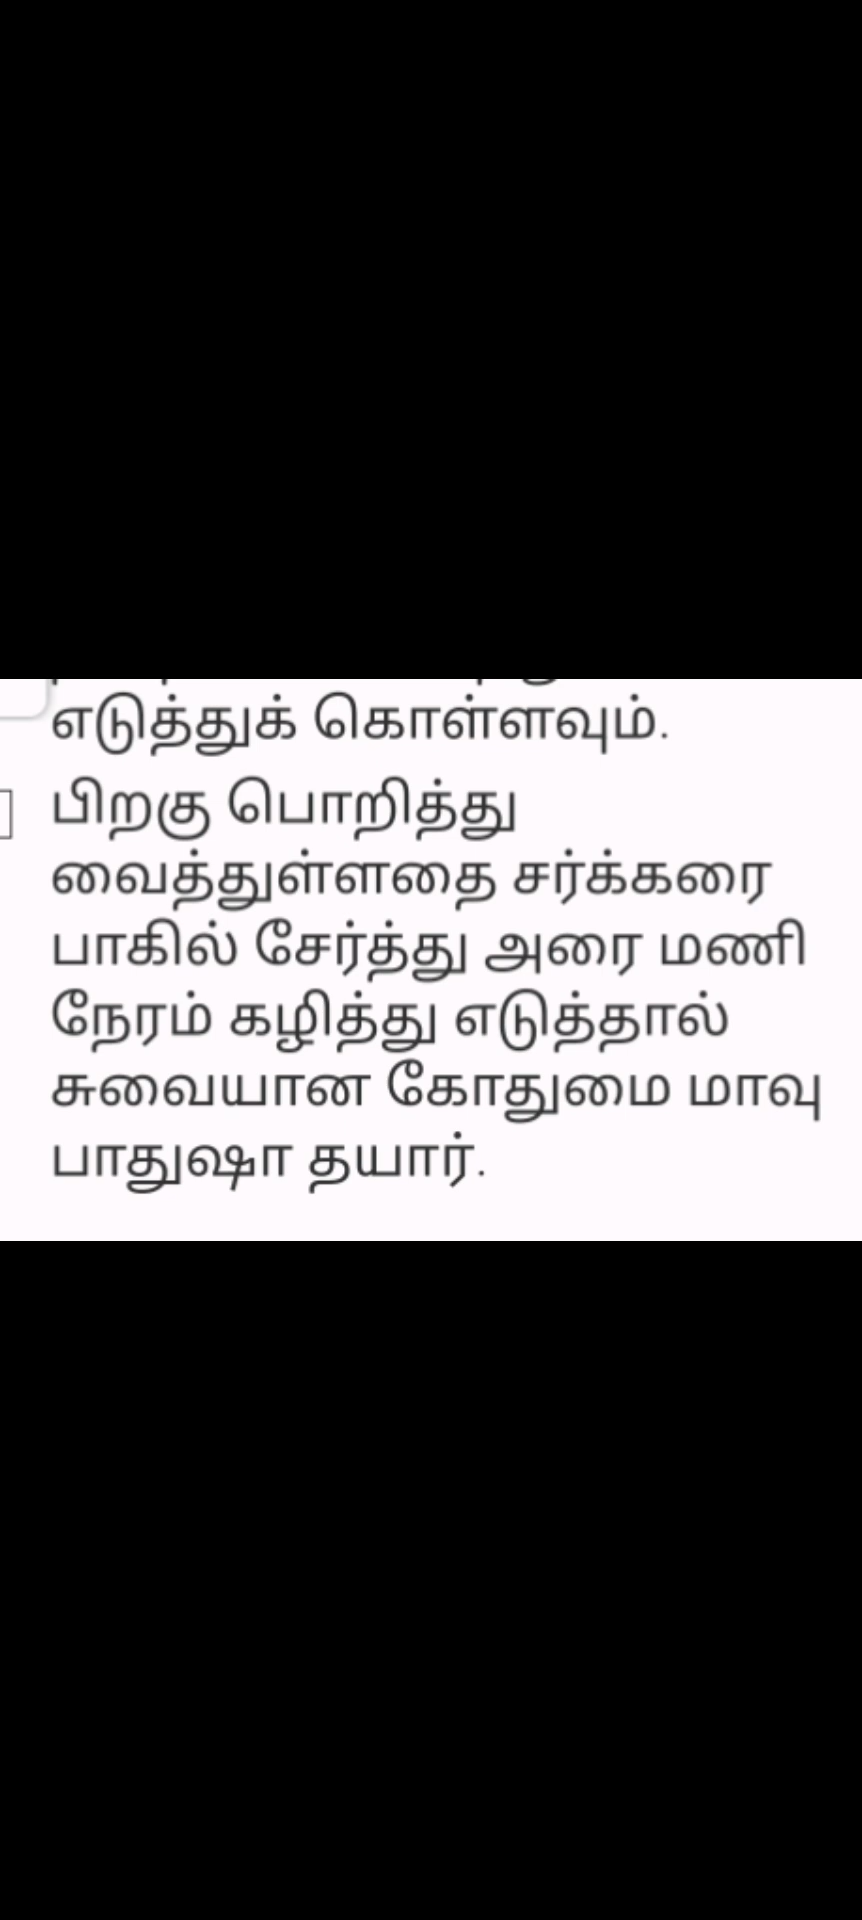 எடுத்துக் கொள்ளவும்.
பிறகு பொறித்து
வைத்துள்ளதை சர்க்கரை
பாகில் சேர்த்து அரை மணி
நேரம் கழித்து எடுத்தால்
சுவையான கோதுமை மாவு
பாதுஷா தயார்.